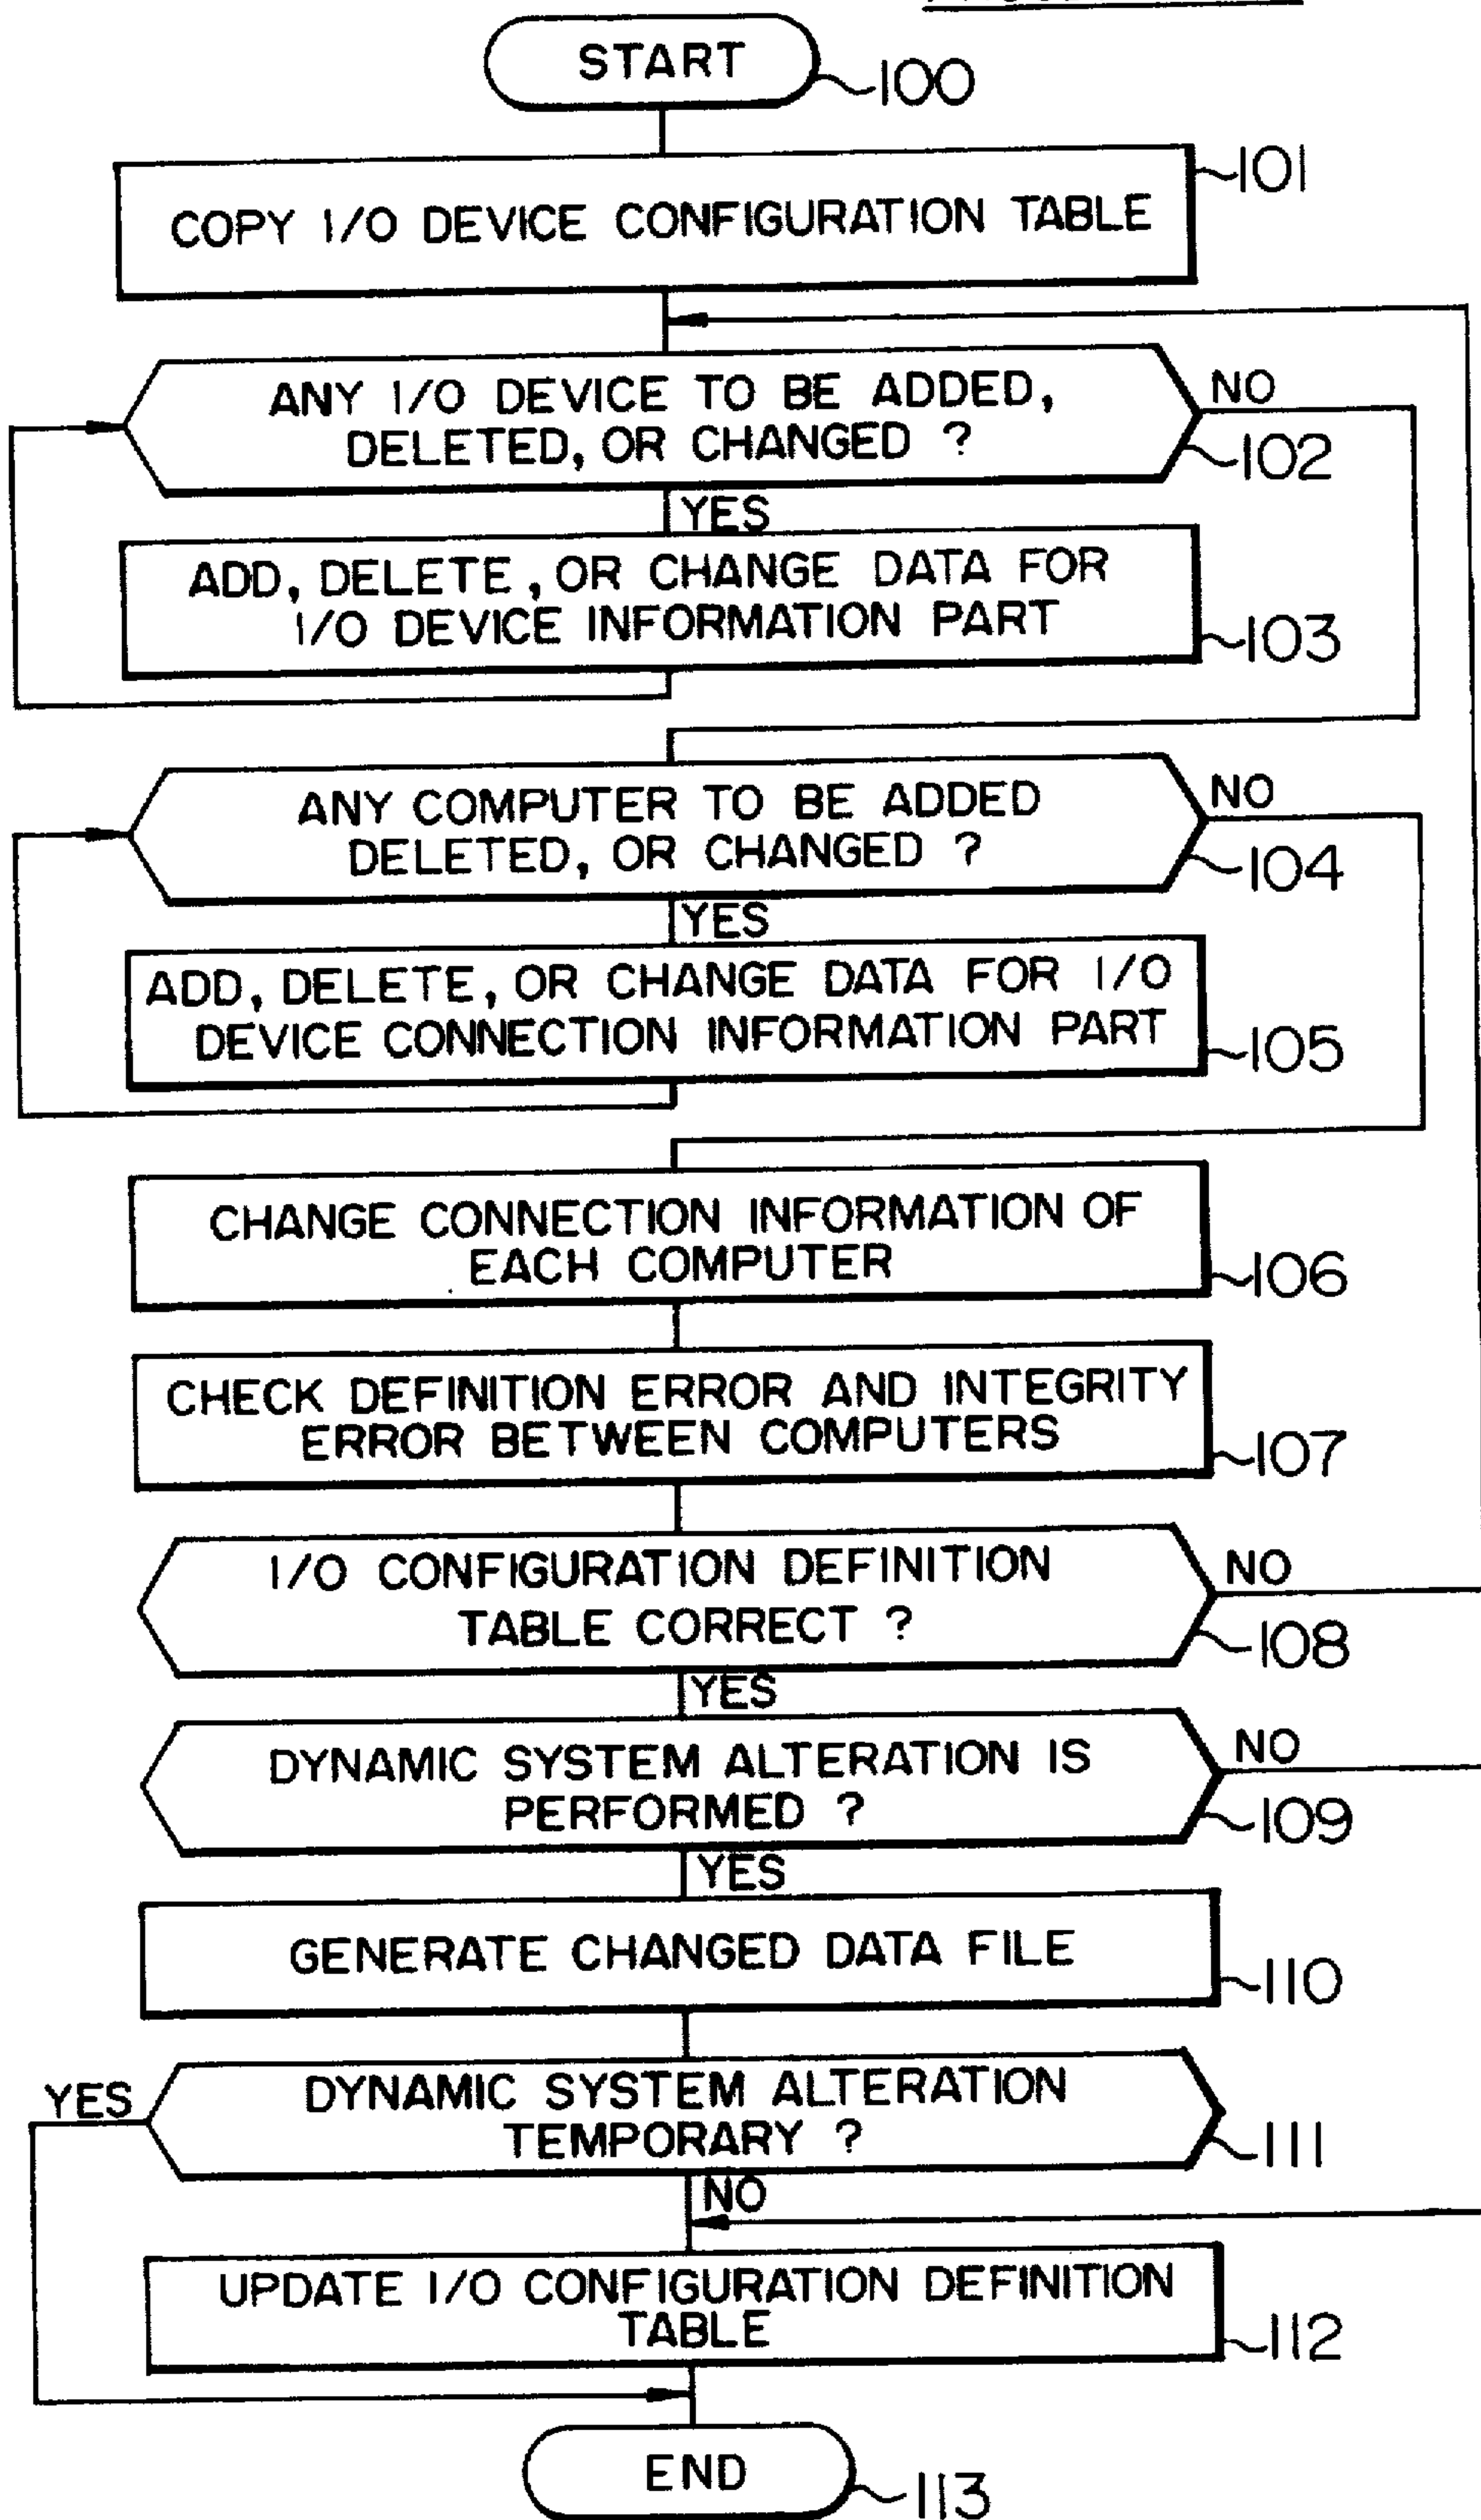 START
100
101
COPY I/O DEVICE CONFIGURATION TABLE
ANY I/O DEVICE TO BE ADDED,
DELETED, OR CHANGED ?
NO
102
YES
ADD, DELETE, OR CHANGE DATA FOR
I/O DEVICE INFORMATION PART
103
ANY COMPUTER TO BE ADDED
DELETED, OR CHANGED ?
NO
104
YES
ADD, DELETE, OR CHANGE DATA FOR I/O
DEVICE CONNECTION INFORMATION PART
105
CHANGE CONNECTION INFORMATION OF
EACH COMPUTER
106
CHECK DEFINITION ERROR AND INTEGRITY
ERROR BETWEEN COMPUTERS
107
I/O CONFIGURATION DEFINITION
TABLE CORRECT ?
NO
108
YES
DYNAMIC SYSTEM ALTERATION IS
PERFORMED ?
NO
109
YES
GENERATE CHANGED DATA FILE
110
YES
DYNAMIC SYSTEM ALTERATION
TEMPORARY ?
111
NO
UPDATE I/O CONFIGURATION DEFINITION
TABLE
112
END
113